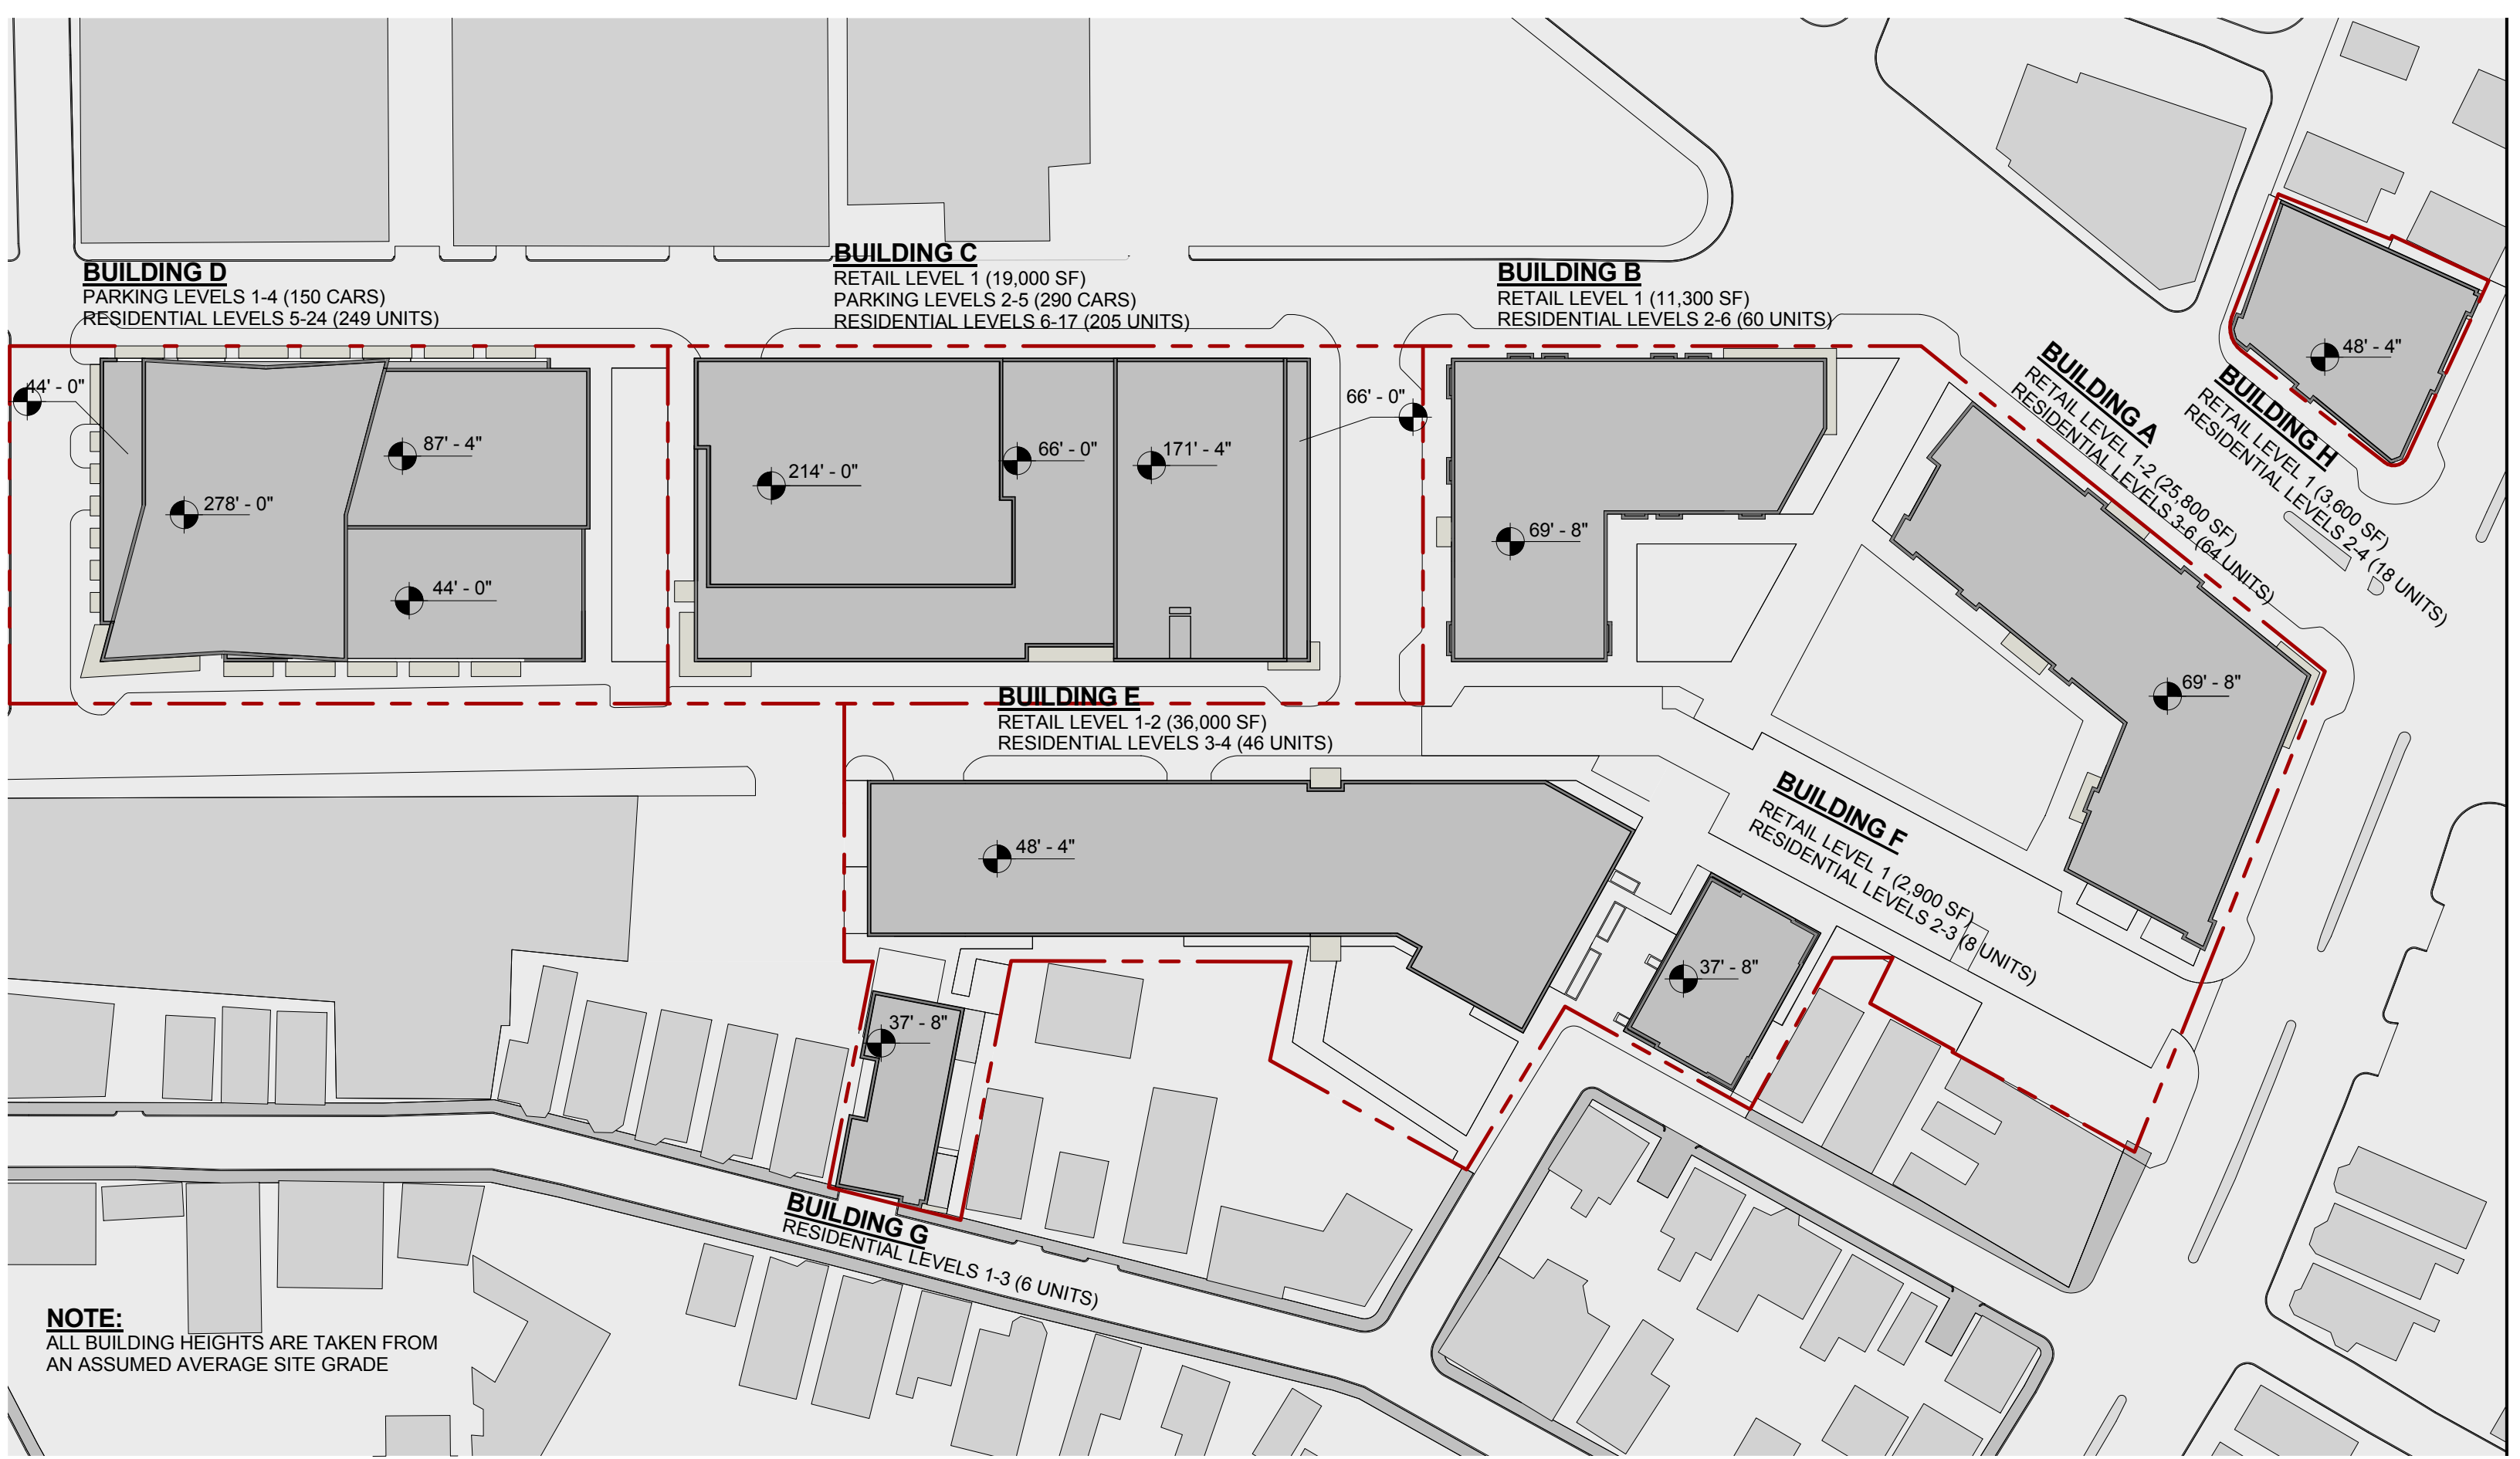 BUILDING D
PARKING LEVELS 1-4 (150 CARS)
RESIDENTIAL LEVELS 5-24 (249 UNITS)
BUILDING C
RETAIL LEVEL 1 (19,000 SF)
PARKING LEVELS 2-5 (290 CARS)
RESIDENTIAL LEVELS 6-17 (205 UNITS)
BUILDING B
RETAIL LEVEL 1 (11,300 SF)
RESIDENTIAL LEVELS 2-6 (60 UNITS)
BUILDING A
RETAIL LEVEL 1-2 (25,800 SF)
RESIDENTIAL LEVELS 3-6 (64 UNITS)
BUILDING H
RETAIL LEVEL 1 (3,600 SF)
RESIDENTIAL LEVELS 2-4 (18 UNITS)
48' - 4"
44' - 0"
87' - 4"
278' - 0"
44' - 0"
214' - 0"
66' - 0"
171' - 4"
66' - 0"
69' - 8"
69' - 8"
BUILDING E
RETAIL LEVEL 1-2 (36,000 SF)
RESIDENTIAL LEVELS 3-4 (46 UNITS)
48' - 4"
BUILDING F
RETAIL LEVEL 1 (2,900 SF)
RESIDENTIAL LEVELS 2-3 (8 UNITS)
37' - 8"
37' - 8"
BUILDING G
RESIDENTIAL LEVELS 1-3 (6 UNITS)
NOTE:
ALL BUILDING HEIGHTS ARE TAKEN FROM
AN ASSUMED AVERAGE SITE GRADE